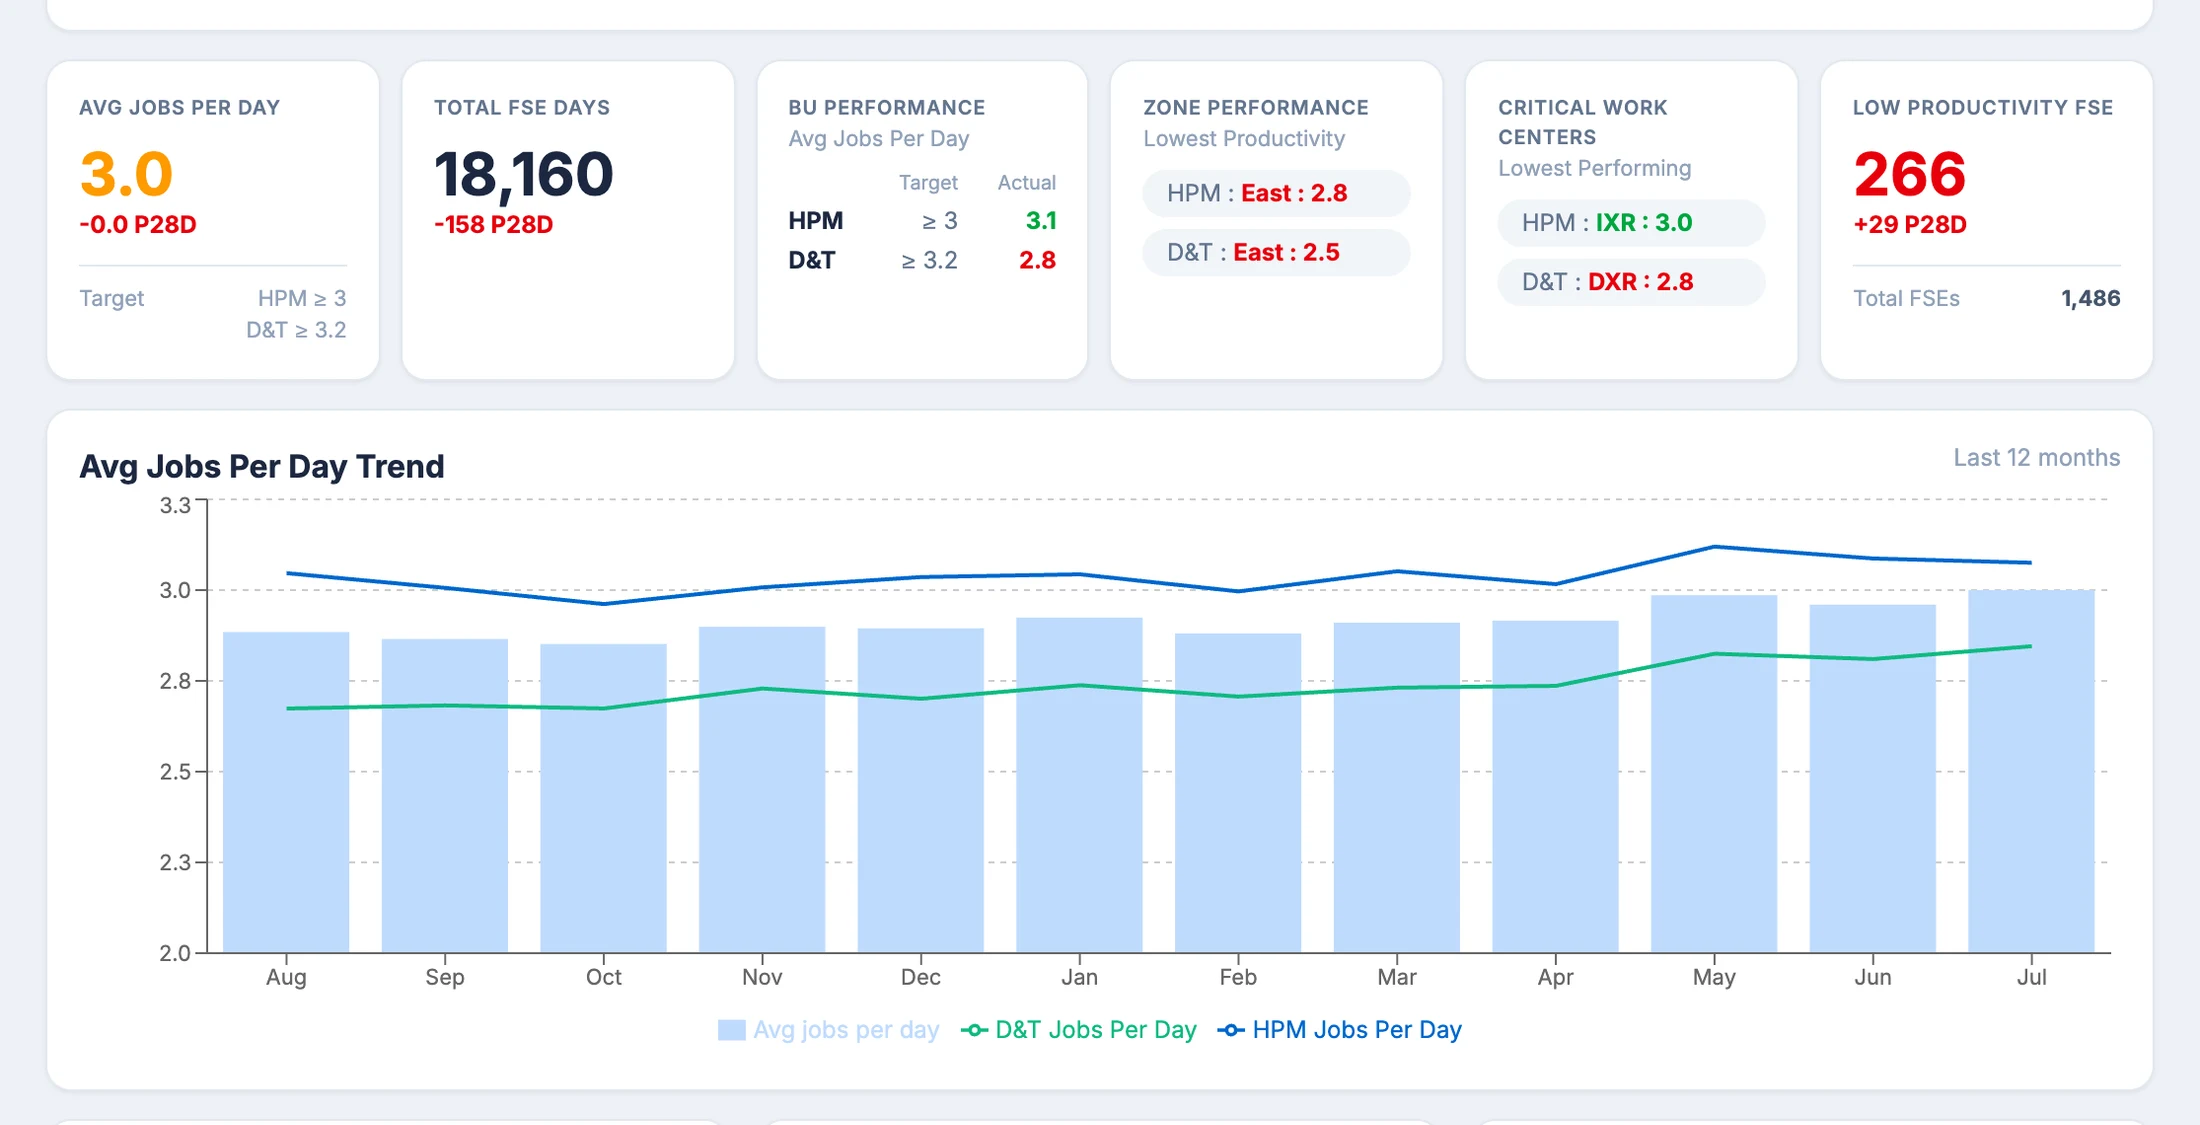 AVG JOBS PER DAY
3.0
-0.0 P28D
Target HPM ≥ 3
D&T ≥ 3.2
TOTAL FSE DAYS
18,160
-158 P28D
BU PERFORMANCE
Avg Jobs Per Day
Target Actual
HPM ≥ 3 3.1
D&T ≥ 3.2 2.8
ZONE PERFORMANCE
Lowest Productivity
HPM : East : 2.8
D&T : East : 2.5
CRITICAL WORK
CENTERS
Lowest Performing
HPM : IXR : 3.0
D&T : DXR : 2.8
LOW PRODUCTIVITY FSE
266
+29 P28D
Total FSEs 1,486
Avg Jobs Per Day Trend
Last 12 months
3.3
3.0
2.8
2.5
2.3
2.0
Aug Sep Oct Nov Dec Jan Feb Mar Apr May Jun Jul
Avg jobs per day D&T Jobs Per Day HPM Jobs Per Day